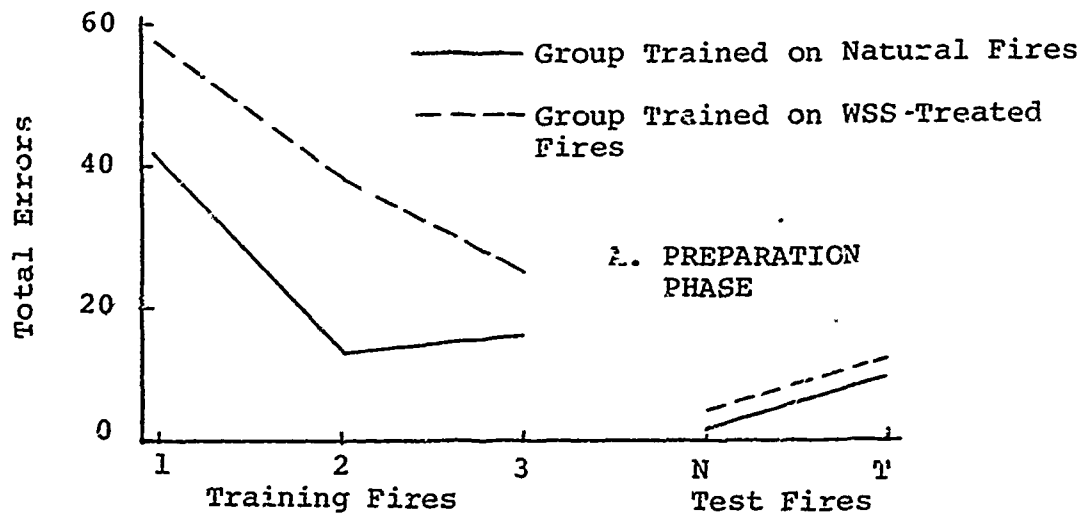 60
Group Trained on Natural Fires
Group Trained on WSS-Treated
Fires
40
Total Errors
A. PREPARATION
PHASE
20
0
1 2 3 N T
Training Fires Test Fires